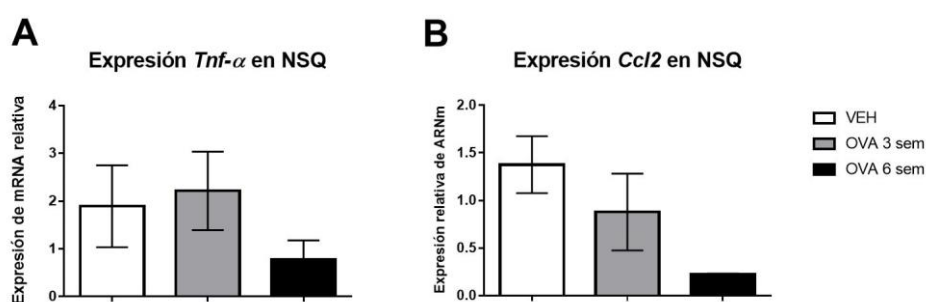 A
Expresión Tnf-α en NSQ
Expresión de mRNA relativa
4
3
2
1
0
B
Expresión Ccl2 en NSQ
Expresión relativa de ARNm
2.0
1.5
1.0
0.5
0.0
VEH
OVA 3 sem
OVA 6 sem